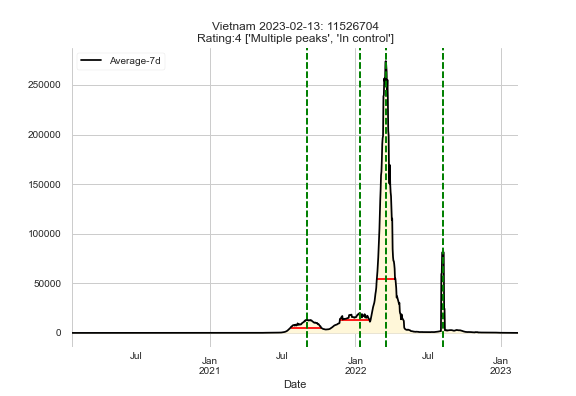 Vietnam 2023-02-13: 11526704
Rating:4 ['Multiple peaks', 'In control']
Average-7d
250000
200000
150000
100000
50000
0
Jul
Jan
2021
Jul
Jan
2022
Jul
Jan
2023
Date